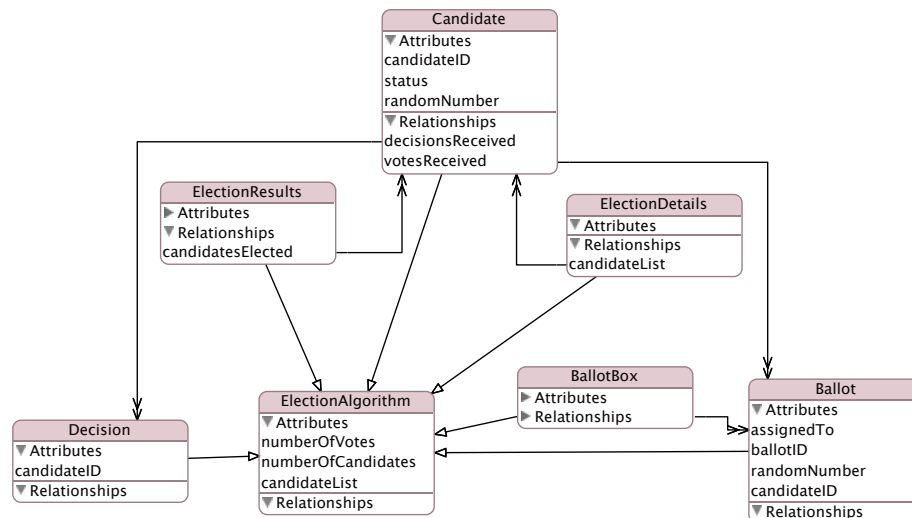 Candidate
Attributes
candidateID
status
randomNumber
Relationships
decisionsReceived
votesReceived
ElectionResults
Attributes
Relationships
candidatesElected
ElectionDetails
Attributes
Relationships
candidateList
BallotBox
Attributes
Relationships
Ballot
Attributes
assignedTo
ballotID
randomNumber
candidateID
Relationships
ElectionAlgorithm
Attributes
numberOfVotes
numberOfCandidates
candidateList
Relationships
Decision
Attributes
candidateID
Relationships